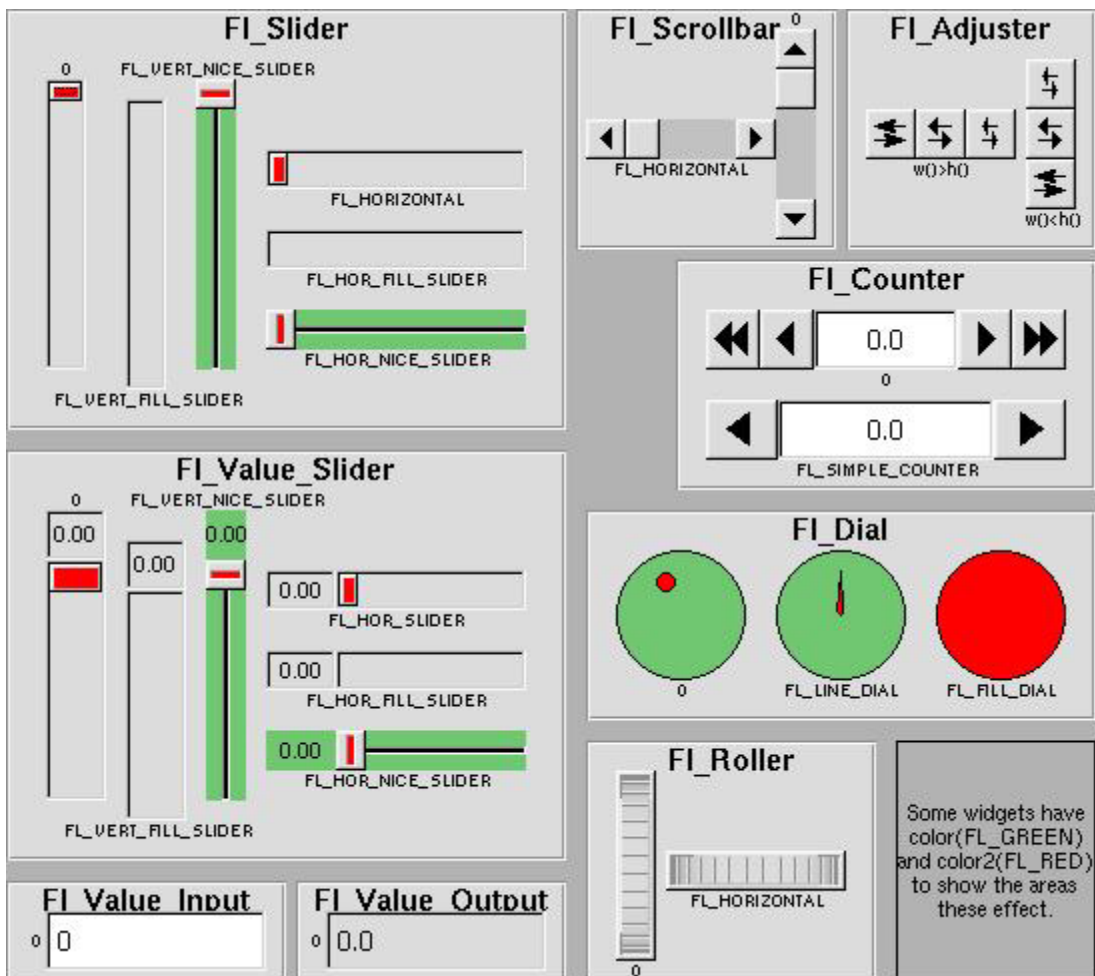 Fl_Slider
0
FL_VERT_NICE_SLIDER
FL_HORIZONTAL
FL_HOR_FILL_SLIDER
FL_HOR_NICE_SLIDER
FL_VERT_FILL_SLIDER
Fl_Scrollbar
0
FL_HORIZONTAL
Fl_Adjuster
w()>h()
w()<h()
Fl_Counter
0.0
0
0.0
FL_SIMPLE_COUNTER
Fl_Value_Slider
0
FL_VERT_NICE_SLIDER
0.00
0.00
0.00
0.00
FL_HOR_SLIDER
0.00
FL_HOR_FILL_SLIDER
0.00
FL_HOR_NICE_SLIDER
FL_VERT_FILL_SLIDER
Fl_Dial
0
FL_LINE_DIAL
FL_FILL_DIAL
Fl_Roller
FL_HORIZONTAL
0
Some widgets have
color(FL_GREEN)
and color2(FL_RED)
to show the areas
these effect.
Fl_Value_Input
0
0
Fl_Value_Output
0
0.0